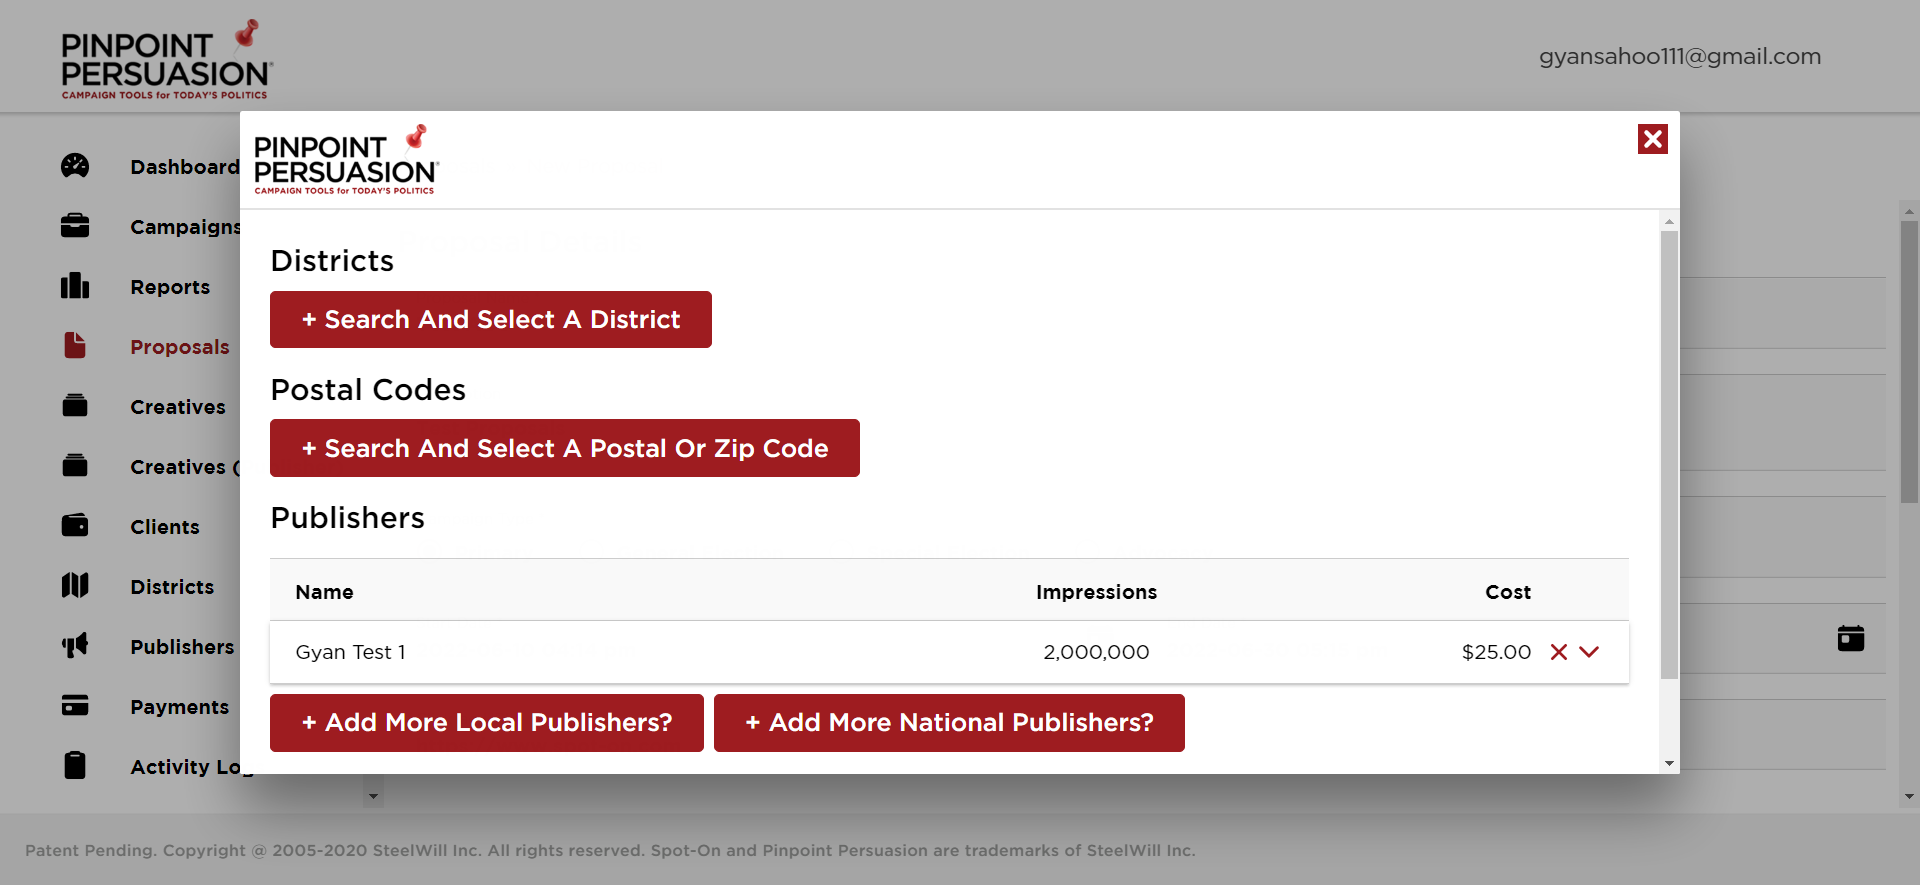 PINPOINT
PERSUASION
CAMPAIGN TOOLS for TODAY'S POLITICS
gyansahoo111@gmail.com
Dashboard
Campaigns
Reports
Proposals
Creatives
Creatives (
Clients
Districts
Publishers
Payments
Activity Log
PINPOINT
PERSUASION
CAMPAIGN TOOLS for TODAY'S POLITICS
Districts
+ Search And Select A District
Postal Codes
+ Search And Select A Postal Or Zip Code
Publishers
Name Impressions Cost
Gyan Test 1 2,000,000 $25.00
+ Add More Local Publishers? + Add More National Publishers?
Patent Pending. Copyright @ 2005-2020 SteelWill Inc. All rights reserved. Spot-On and Pinpoint Persuasion are trademarks of SteelWill Inc.